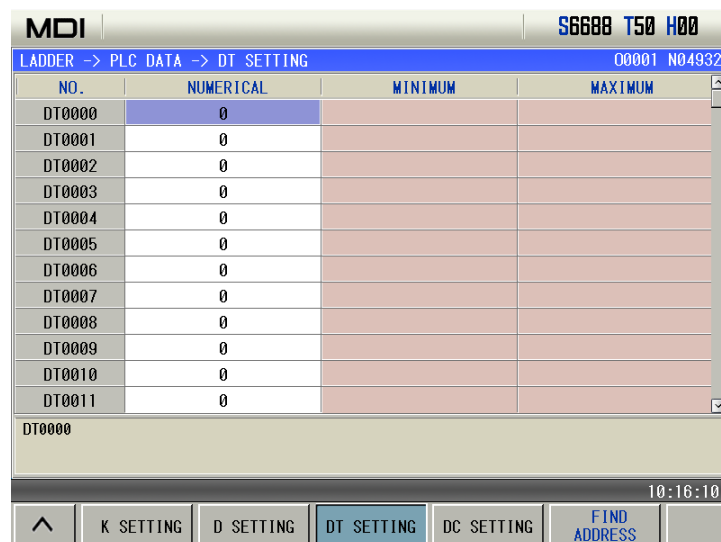 MDI S6688 T50 H00
LADDER -> PLC DATA -> DT SETTING O0001 N04932
NO. NUMERICAL MINIMUM MAXIMUM
DT0000 0
DT0001 0
DT0002 0
DT0003 0
DT0004 0
DT0005 0
DT0006 0
DT0007 0
DT0008 0
DT0009 0
DT0010 0
DT0011 0
DT0000
10:16:10
K SETTING D SETTING DT SETTING DC SETTING FIND
ADDRESS